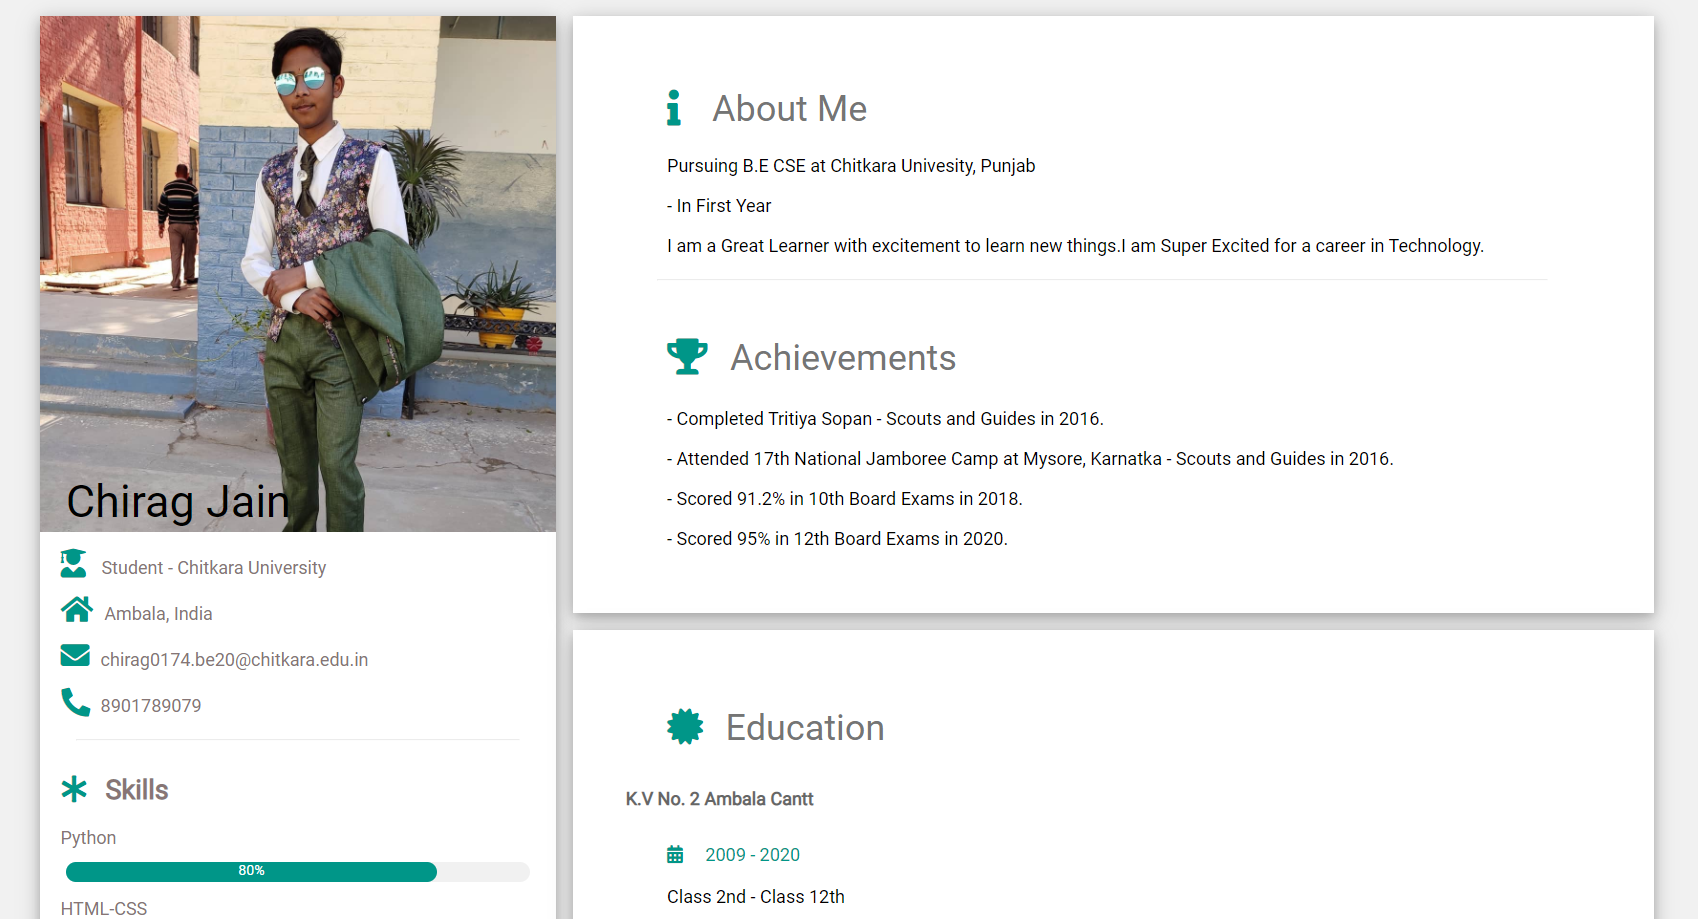 Chirag Jain
Student - Chitkara University
Ambala, India
chirag0174.be20@chitkara.edu.in
8901789079
Skills
Python
80%
HTML-CSS
About Me
Pursuing B.E CSE at Chitkara Univesity, Punjab
- In First Year
I am a Great Learner with excitement to learn new things.I am Super Excited for a career in Technology.
Achievements
- Completed Tritiya Sopan - Scouts and Guides in 2016.
- Attended 17th National Jamboree Camp at Mysore, Karnatka - Scouts and Guides in 2016.
- Scored 91.2% in 10th Board Exams in 2018.
- Scored 95% in 12th Board Exams in 2020.
Education
K.V No. 2 Ambala Cantt
2009 - 2020
Class 2nd - Class 12th